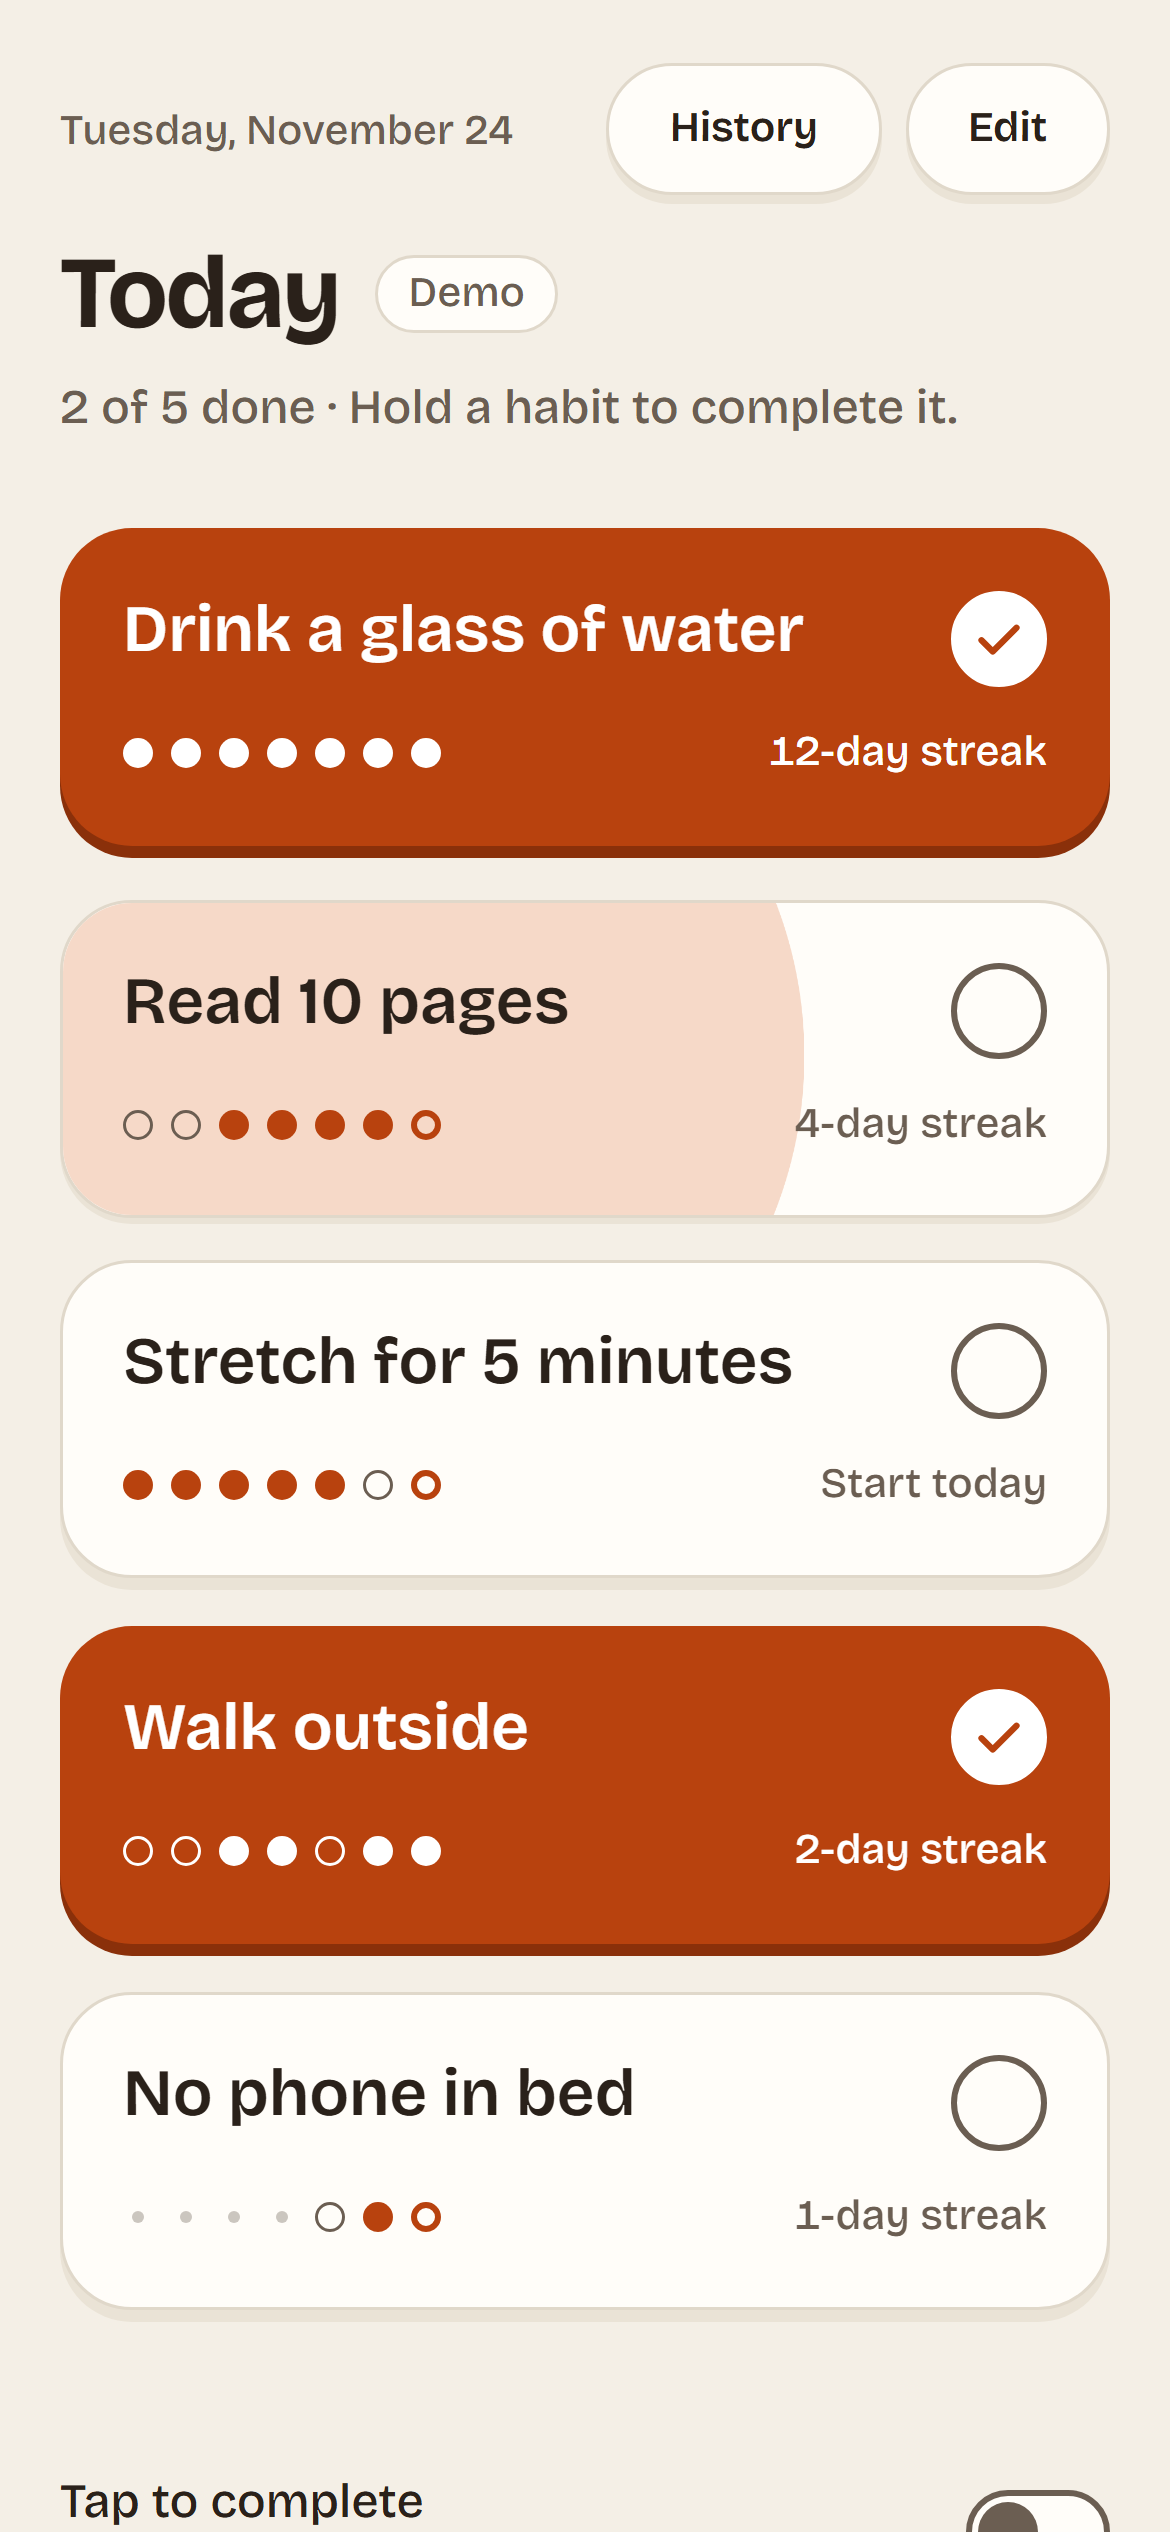 Tuesday, November 24
History
Edit
Today
Demo
2 of 5 done · Hold a habit to complete it.
Drink a glass of water
12-day streak
Read 10 pages
4-day streak
Stretch for 5 minutes
Start today
Walk outside
2-day streak
No phone in bed
1-day streak
Tap to complete